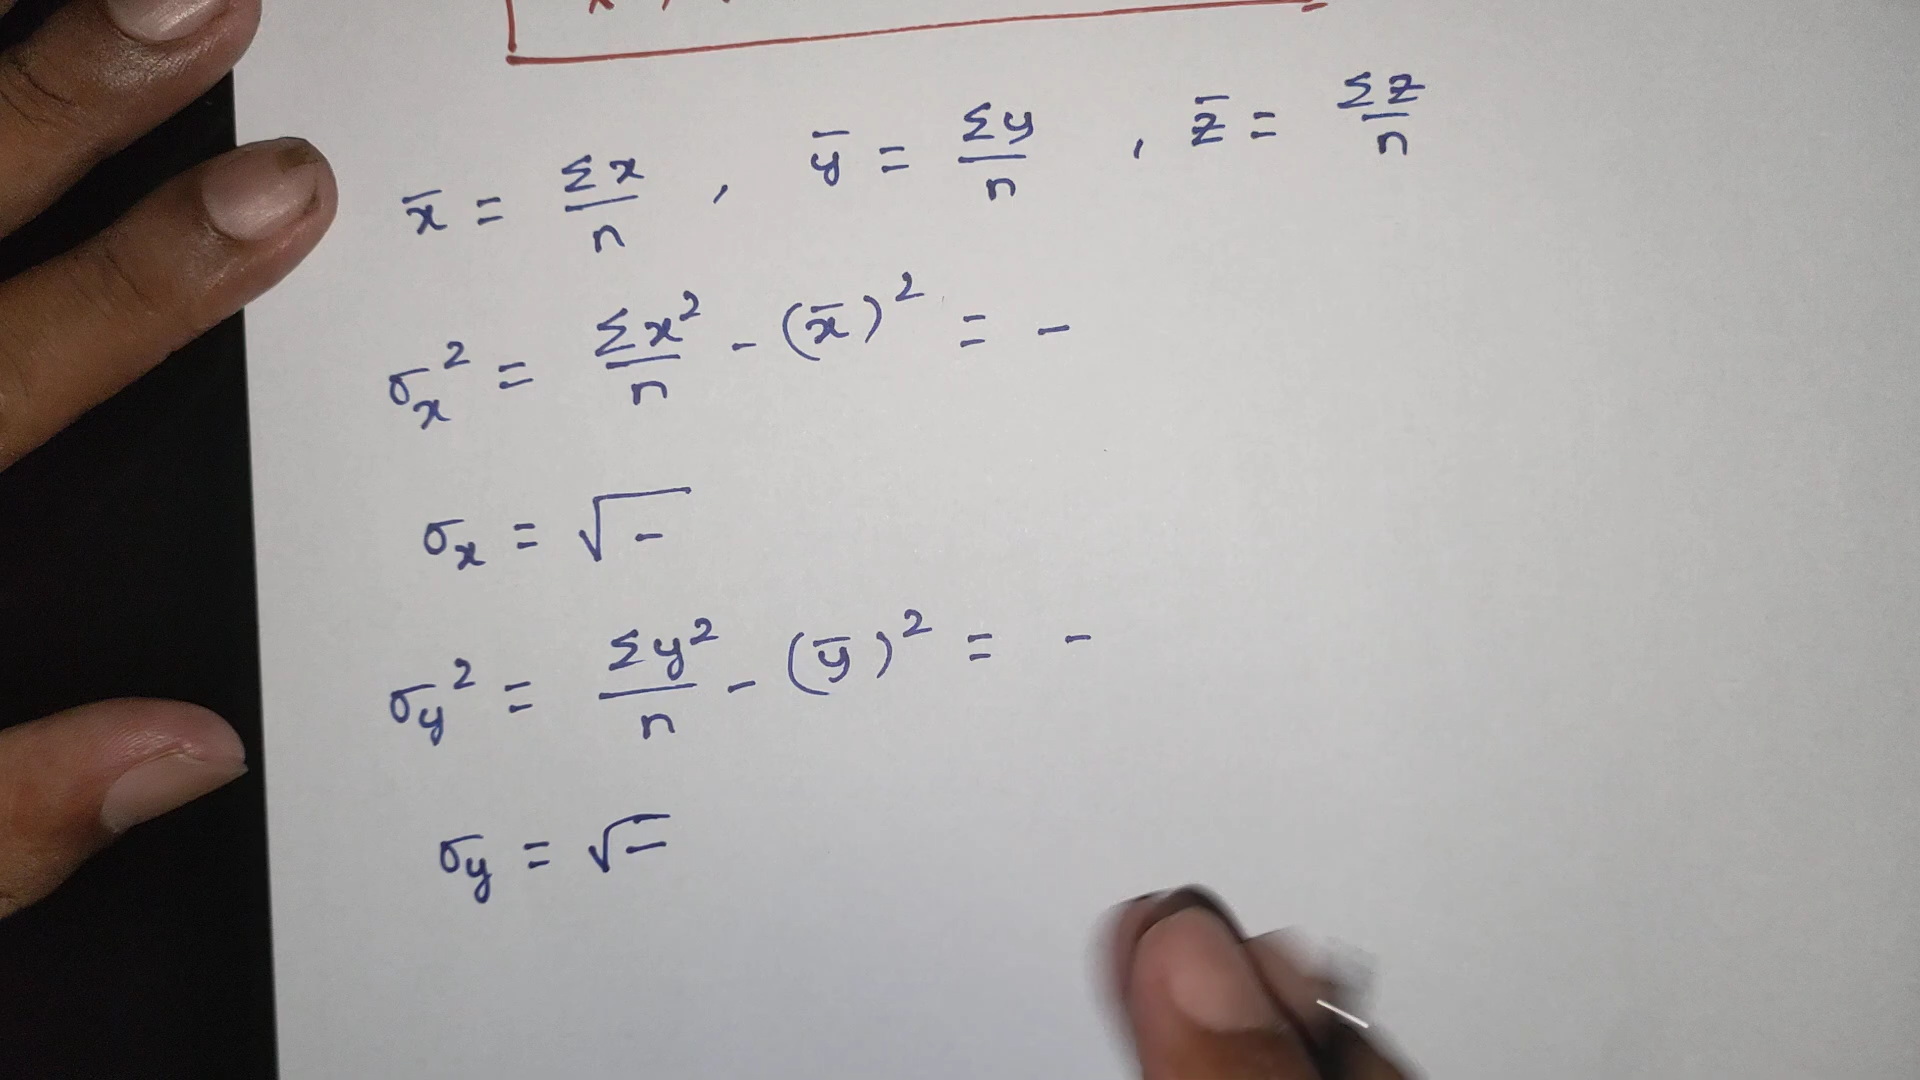 x̄ = Σx/n , ȳ = Σy/n , z̄ = Σz/n
σx² = Σx²/n - (x̄)² = -
σx = √-
σy² = Σy²/n - (ȳ)² = -
σy = √-